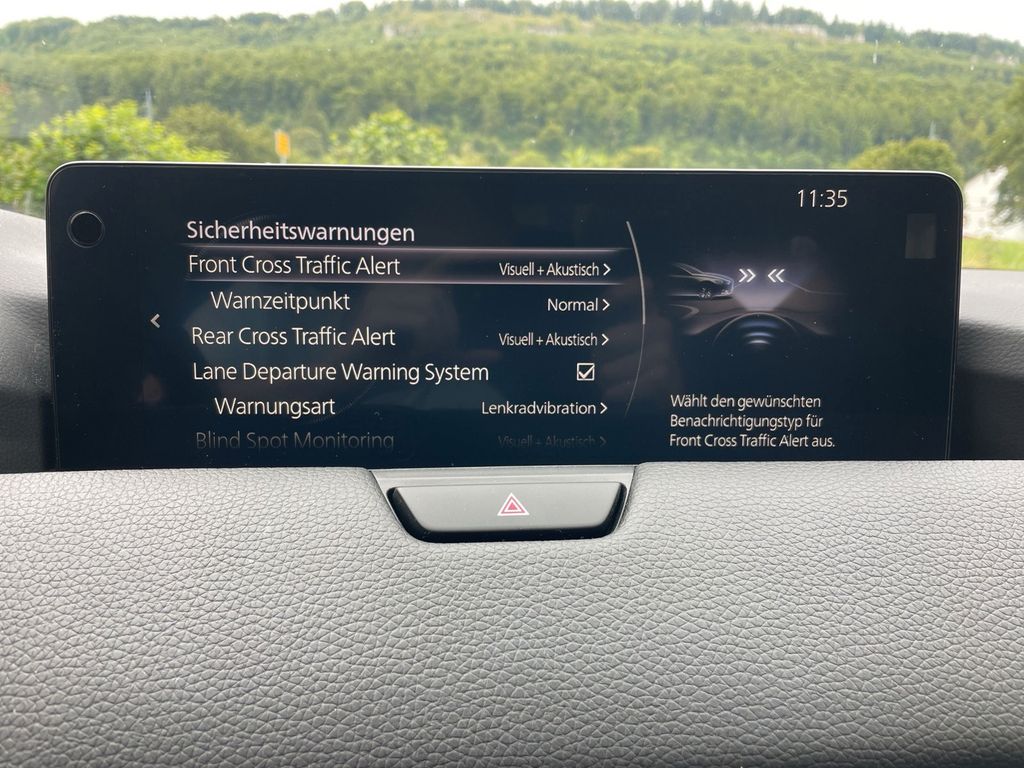 11:35
Sicherheitswarnungen
Front Cross Traffic Alert Visuell + Akustisch
Warnzeitpunkt Normal
Rear Cross Traffic Alert Visuell + Akustisch
Lane Departure Warning System
Warnungsart Lenkradvibration
Blind Spot Monitoring Visuell + Akustisch
Wählt den gewünschten
Benachrichtigungstyp für
Front Cross Traffic Alert aus.